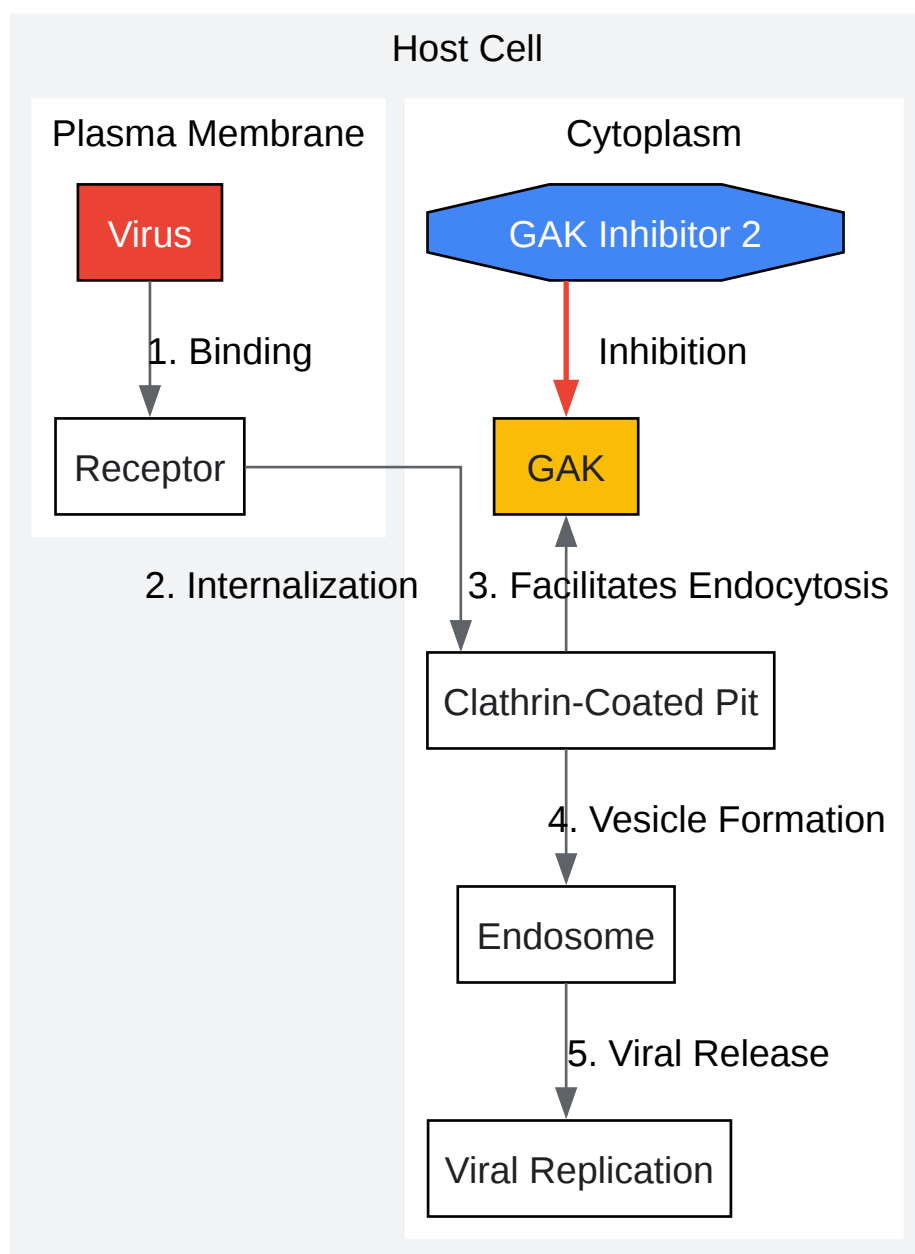 Host Cell
Plasma Membrane
Cytoplasm
Virus
GAK Inhibitor 2
1. Binding
Inhibition
Receptor
GAK
2. Internalization
3. Facilitates Endocytosis
Clathrin-Coated Pit
4. Vesicle Formation
Endosome
5. Viral Release
Viral Replication